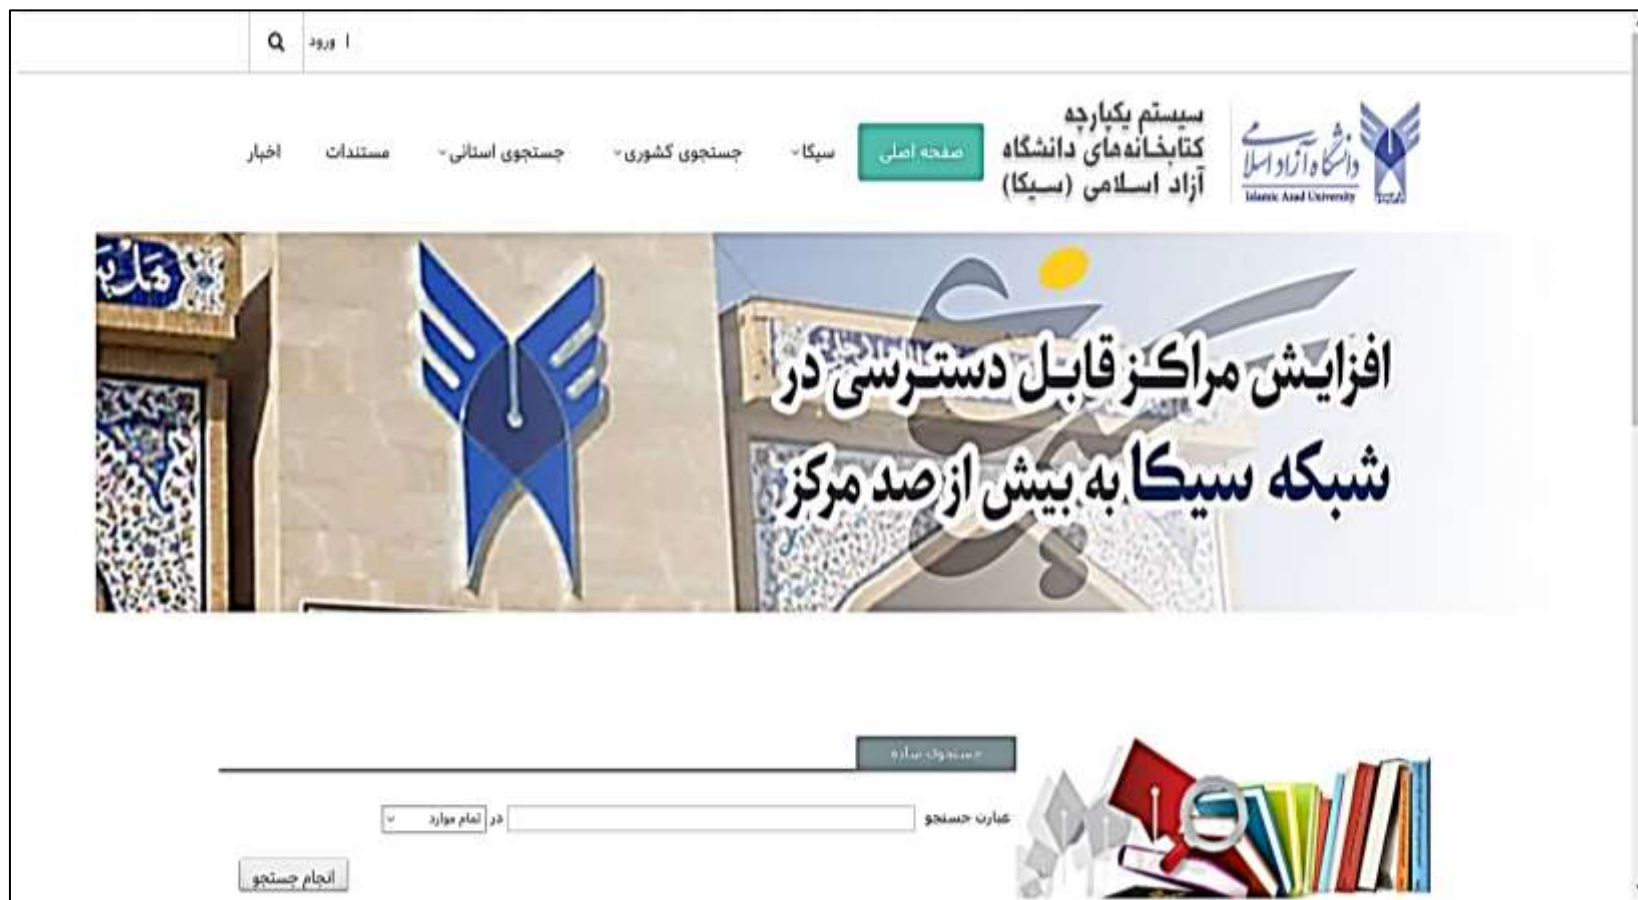 ورود |
دانشگاه آزاد اسلامی
Islamic Azad University
سیستم یکپارچه
کتابخانه‌های دانشگاه
آزاد اسلامی (سیکا)
صفحه اصلی سیکا جستجوی کشوری جستجوی استانی مستندات اخبار
افزایش مراکز قابل دسترسی در
شبکه سیکا به بیش از صد مرکز
جستجوی ساده
عبارت جستجو در تمام موارد
انجام جستجو